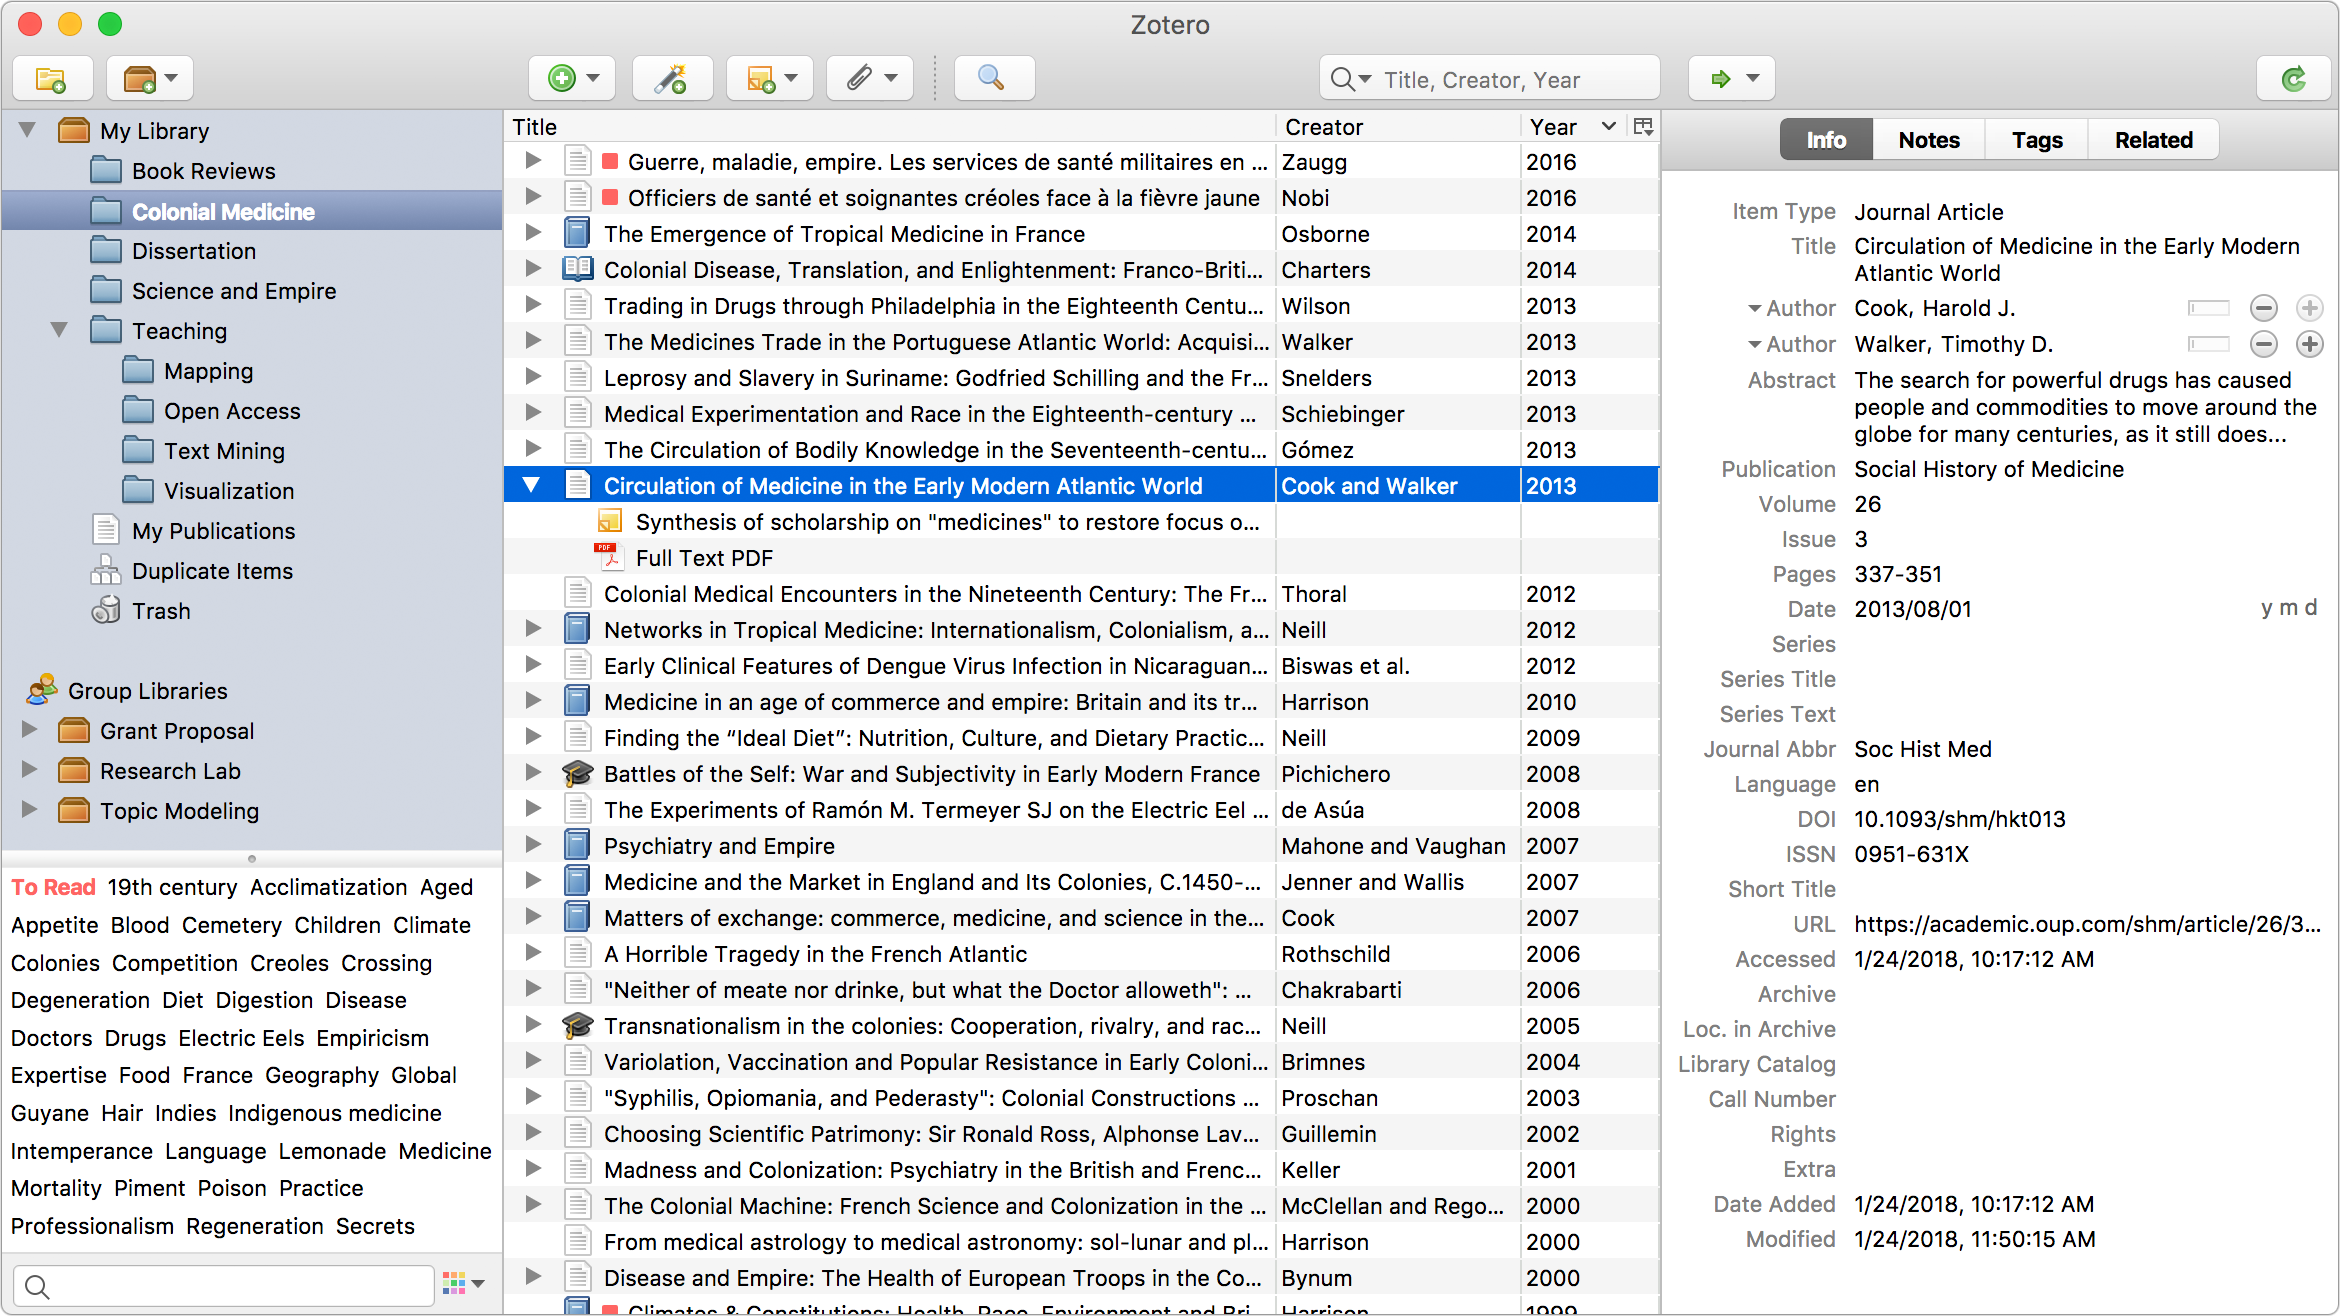 Zotero
Title, Creator, Year
My Library
Book Reviews
Colonial Medicine
Dissertation
Science and Empire
Teaching
Mapping
Open Access
Text Mining
Visualization
My Publications
Duplicate Items
Trash
Group Libraries
Grant Proposal
Research Lab
Topic Modeling
To Read 19th century Acclimatization Aged
Appetite Blood Cemetery Children Climate
Colonies Competition Creoles Crossing
Degeneration Diet Digestion Disease
Doctors Drugs Electric Eels Empiricism
Expertise Food France Geography Global
Guyane Hair Indies Indigenous medicine
Intemperance Language Lemonade Medicine
Mortality Piment Poison Practice
Professionalism Regeneration Secrets
Title Creator Year
Guerre, maladie, empire. Les services de santé militaires en ... Zaugg 2016
Officiers de santé et soignantes créoles face à la fièvre jaune Nobi 2016
The Emergence of Tropical Medicine in France Osborne 2014
Colonial Disease, Translation, and Enlightenment: Franco-Briti... Charters 2014
Trading in Drugs through Philadelphia in the Eighteenth Centu... Wilson 2013
The Medicines Trade in the Portuguese Atlantic World: Acquisi... Walker 2013
Leprosy and Slavery in Suriname: Godfried Schilling and the Fr... Snelders 2013
Medical Experimentation and Race in the Eighteenth-century ... Schiebinger 2013
The Circulation of Bodily Knowledge in the Seventeenth-centu... Gómez 2013
Circulation of Medicine in the Early Modern Atlantic World Cook and Walker 2013
Synthesis of scholarship on "medicines" to restore focus o...
PDF Full Text PDF
Colonial Medical Encounters in the Nineteenth Century: The Fr... Thoral 2012
Networks in Tropical Medicine: Internationalism, Colonialism, a... Neill 2012
Early Clinical Features of Dengue Virus Infection in Nicaraguan... Biswas et al. 2012
Medicine in an age of commerce and empire: Britain and its tr... Harrison 2010
Finding the “Ideal Diet”: Nutrition, Culture, and Dietary Practic... Neill 2009
Battles of the Self: War and Subjectivity in Early Modern France Pichichero 2008
The Experiments of Ramón M. Termeyer SJ on the Electric Eel ... de Asúa 2008
Psychiatry and Empire Mahone and Vaughan 2007
Medicine and the Market in England and Its Colonies, C.1450-... Jenner and Wallis 2007
Matters of exchange: commerce, medicine, and science in the... Cook 2007
A Horrible Tragedy in the French Atlantic Rothschild 2006
"Neither of meate nor drinke, but what the Doctor alloweth": ... Chakrabarti 2006
Transnationalism in the colonies: Cooperation, rivalry, and rac... Neill 2005
Variolation, Vaccination and Popular Resistance in Early Coloni... Brimnes 2004
"Syphilis, Opiomania, and Pederasty": Colonial Constructions ... Proschan 2003
Choosing Scientific Patrimony: Sir Ronald Ross, Alphonse Lav... Guillemin 2002
Madness and Colonization: Psychiatry in the British and Frenc... Keller 2001
The Colonial Machine: French Science and Colonization in the ... McClellan and Rego... 2000
From medical astrology to medical astronomy: sol-lunar and pl... Harrison 2000
Disease and Empire: The Health of European Troops in the Co... Bynum 2000
Climates & Constitutions: Health, Race, Environment and Bri... Harrison 1999
Info Notes Tags Related
Item Type Journal Article
Title Circulation of Medicine in the Early Modern
Atlantic World
Author Cook, Harold J.
Author Walker, Timothy D.
Abstract The search for powerful drugs has caused
people and commodities to move around the
globe for many centuries, as it still does...
Publication Social History of Medicine
Volume 26
Issue 3
Pages 337-351
Date 2013/08/01 y m d
Series
Series Title
Series Text
Journal Abbr Soc Hist Med
Language en
DOI 10.1093/shm/hkt013
ISSN 0951-631X
Short Title
URL https://academic.oup.com/shm/article/26/3...
Accessed 1/24/2018, 10:17:12 AM
Archive
Loc. in Archive
Library Catalog
Call Number
Rights
Extra
Date Added 1/24/2018, 10:17:12 AM
Modified 1/24/2018, 11:50:15 AM